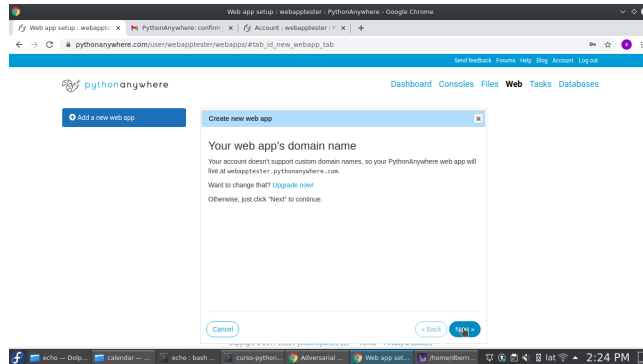 Web app setup : webapptester : PythonAnywhere - Google Chrome
Web app setup : webappte
PythonAnywhere: confirm
Account : webapptester : P
pythonanywhere.com/user/webapptester/webapps/#tab_id_new_webapp_tab
Send feedback Forums Help Blog Account Log out
pythonanywhere
Dashboard Consoles Files Web Tasks Databases
Add a new web app
Create new web app
Your web app's domain name
Your account doesn't support custom domain names, so your PythonAnywhere web app will
live at webapptester.pythonanywhere.com.
Want to change that? Upgrade now!
Otherwise, just click "Next" to continue.
Cancel
« Back
Next »
echo — Dolp...
calendar — ...
echo : bash ...
curso-python...
Adversarial ...
Web app set...
/home/dbem...
lat
2:24 PM